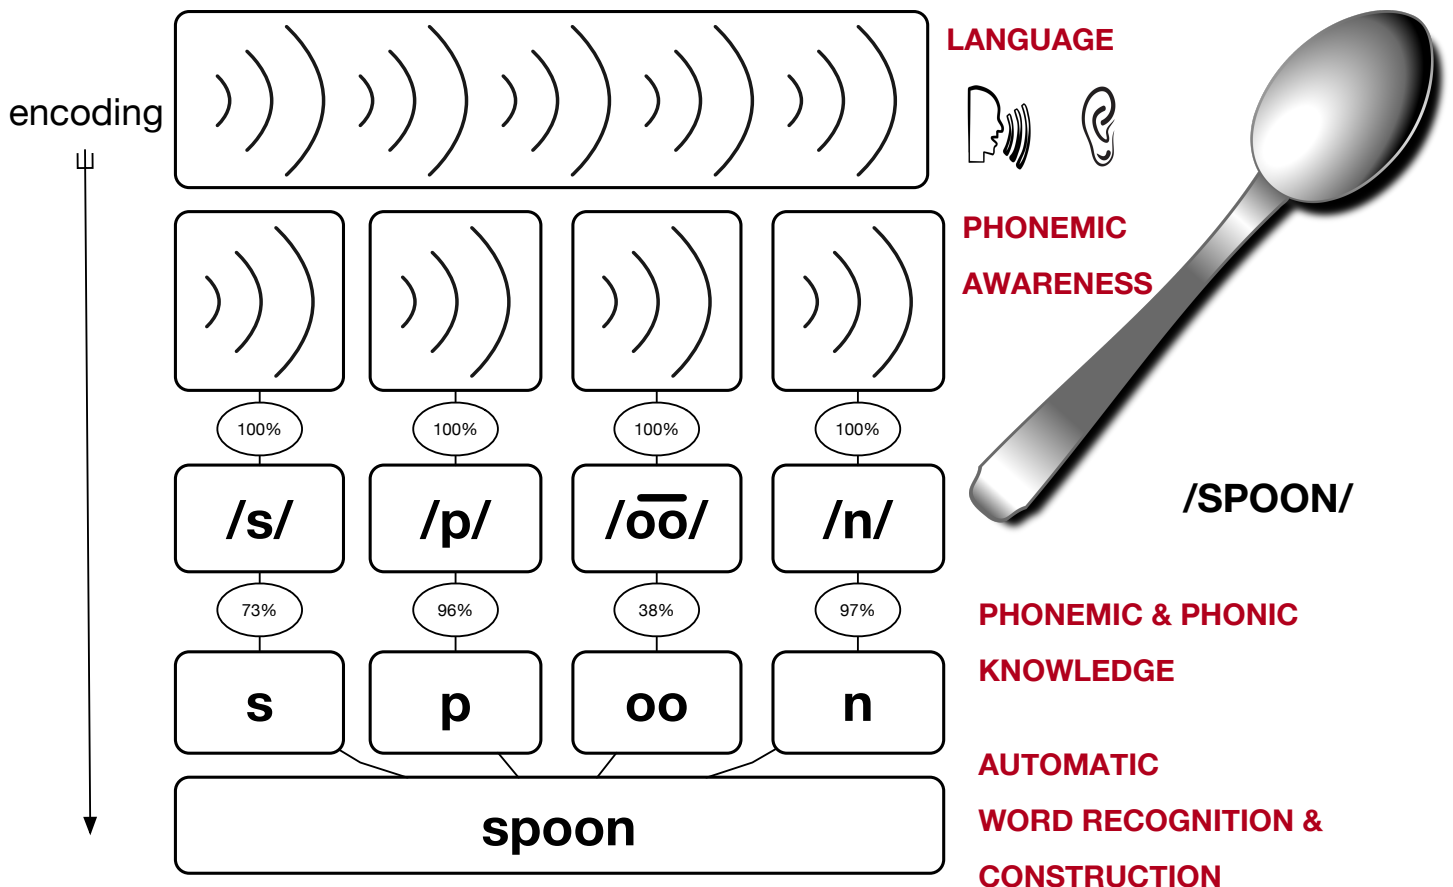 LANGUAGE
encoding
PHONEMIC
AWARENESS
100% 100% 100% 100%
/s/ /p/ /o͞o/ /n/
/SPOON/
73% 96% 38% 97%
PHONEMIC & PHONIC
KNOWLEDGE
s p oo n
AUTOMATIC
WORD RECOGNITION &
CONSTRUCTION
spoon